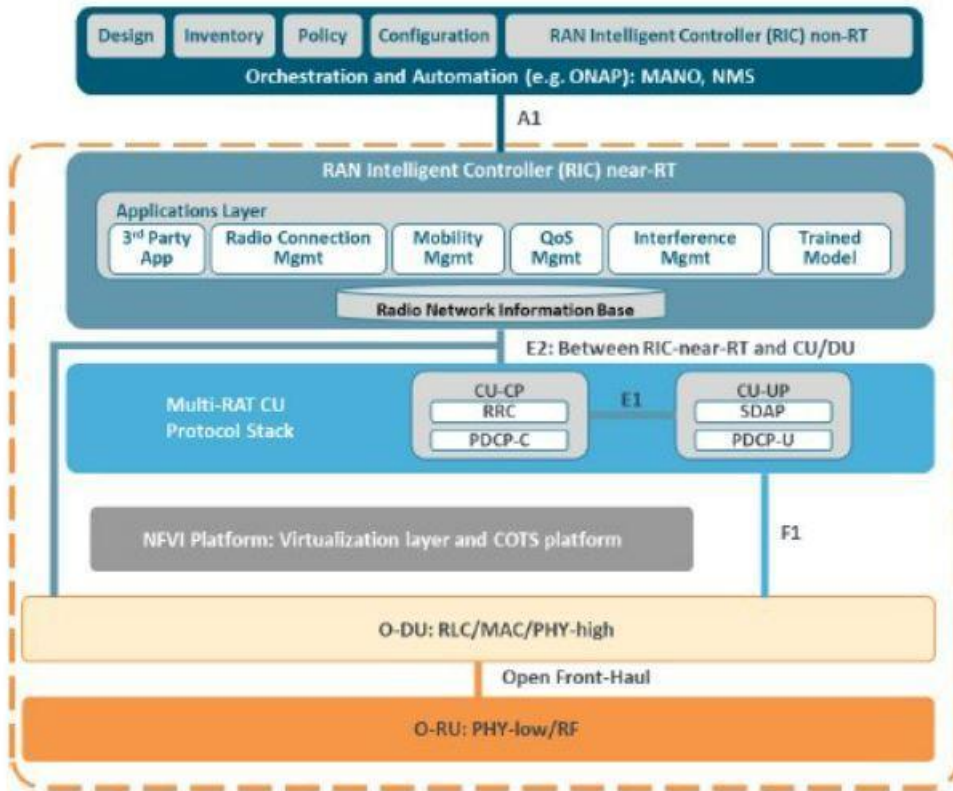 Design Inventory Policy Configuration RAN Intelligent Controller (RIC) non-RT
Orchestration and Automation (e.g. ONAP): MANO, NMS
A1
RAN Intelligent Controller (RIC) near-RT
Applications Layer
3rd Party
App
Radio Connection
Mgmt
Mobility
Mgmt
QoS
Mgmt
Interference
Mgmt
Trained
Model
Radio Network Information Base
E2: Between RIC-near-RT and CU/DU
Multi-RAT CU
Protocol Stack
CU-CP
RRC
PDCP-C
E1
CU-UP
SDAP
PDCP-U
NFVI Platform: Virtualization layer and COTS platform
F1
O-DU: RLC/MAC/PHY-high
Open Front-Haul
O-RU: PHY-low/RF